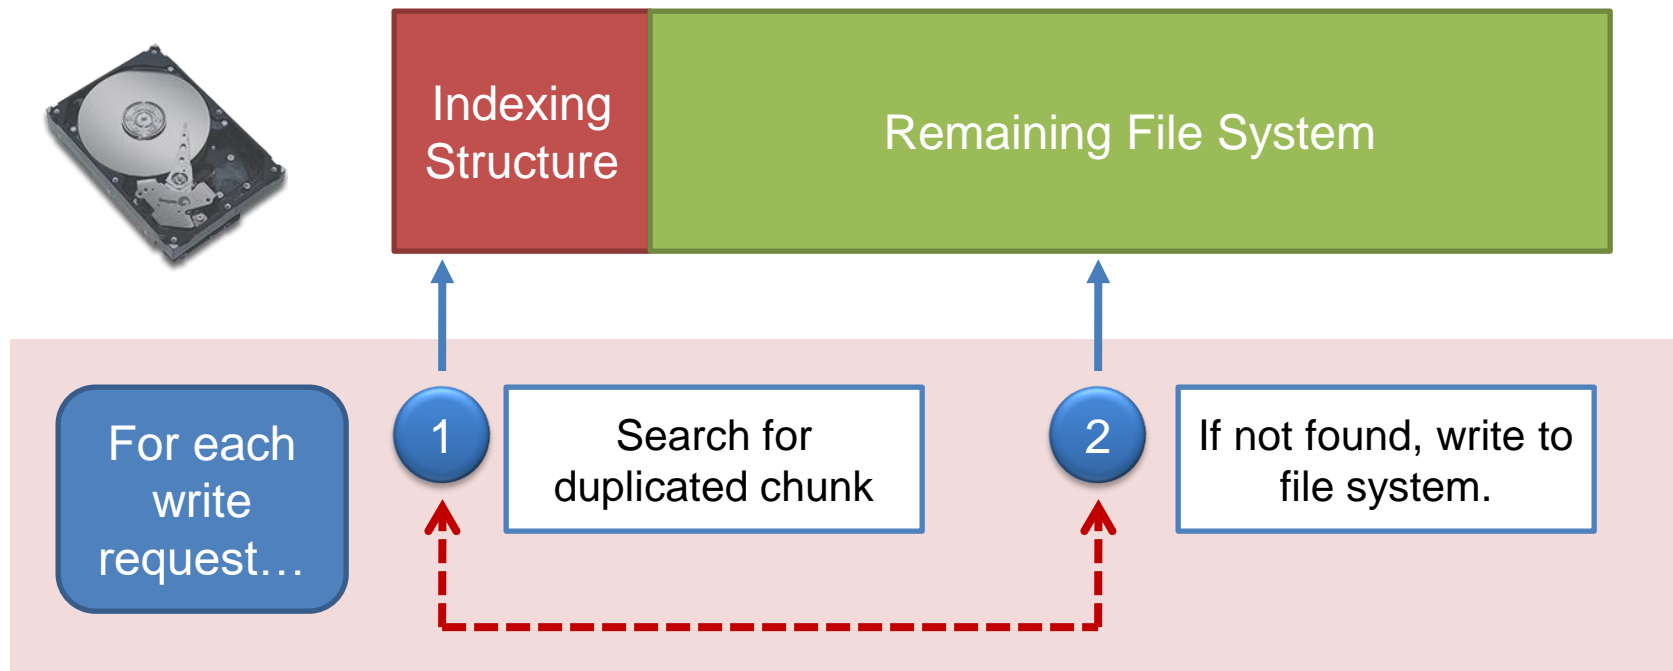 Indexing
Structure
Remaining File System
For each
write
request…
1
Search for
duplicated chunk
2
If not found, write to
file system.